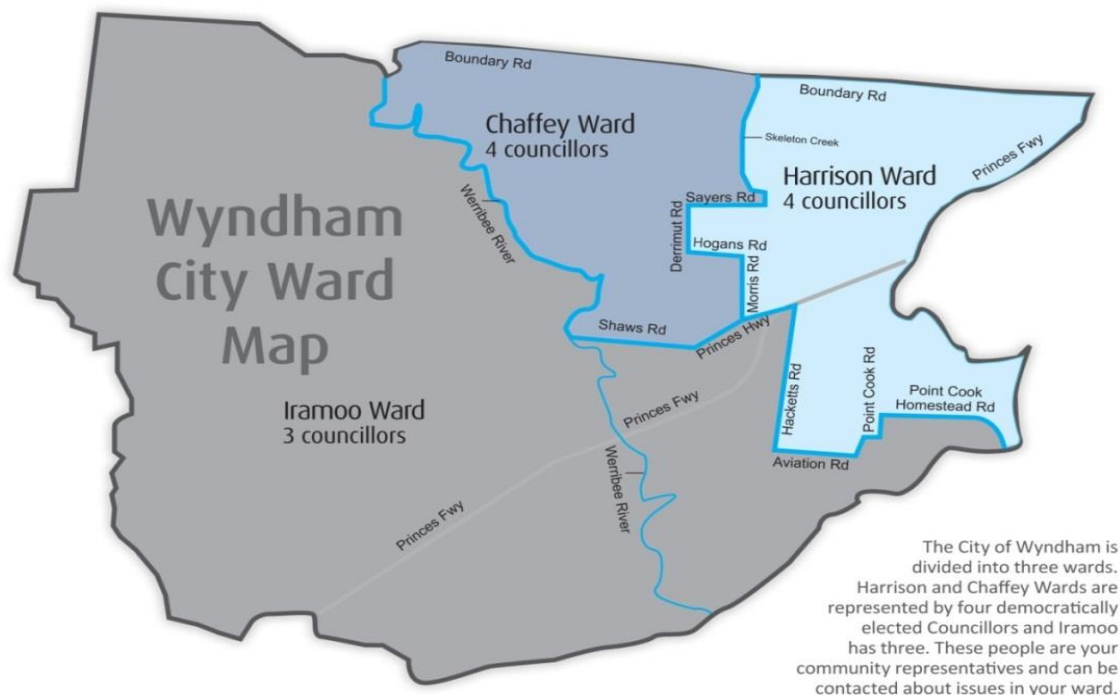 Boundary Rd
Boundary Rd
Chaffey Ward
4 councillors
Skeleton Creek
Princes Fwy
Harrison Ward
4 councillors
Wyndham
City Ward
Map
Werribee River
Sayers Rd
Derrimut Rd
Hogans Rd
Morris Rd
Shaws Rd
Princes Hwy
Iramoo Ward
3 councillors
Princes Fwy
Hacketts Rd
Point Cook Rd
Point Cook
Homestead Rd
Aviation Rd
Werribee River
Princes Fwy
The City of Wyndham is
divided into three wards.
Harrison and Chaffey Wards are
represented by four democratically
elected Councillors and Iramoo
has three. These people are your
community representatives and can be
contacted about issues in your ward.